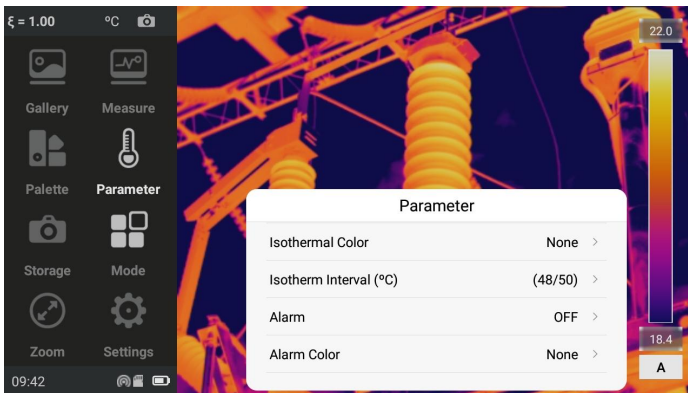 ξ = 1.00 ºC
Gallery Measure
Palette Parameter
Storage Mode
Zoom Settings
09:42
22.0
18.4
A
Parameter
Isothermal Color None
Isotherm Interval (ºC) (48/50)
Alarm OFF
Alarm Color None